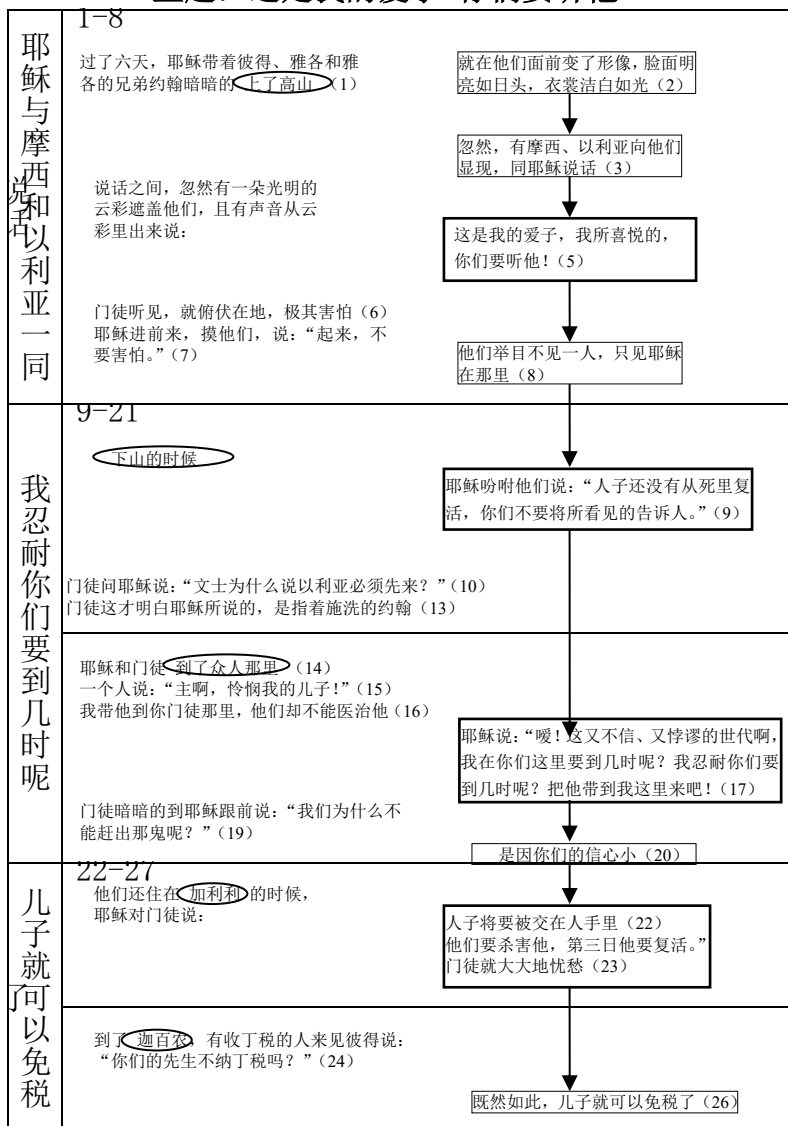 1-8
耶稣与摩西和以利亚一同
说话
过了六天，耶稣带着彼得、雅各和雅
各的兄弟约翰暗暗的 上了高山 （1）
就在他们面前变了形像，脸面明
亮如日头，衣裳洁白如光（2）
忽然，有摩西、以利亚向他们
显现，同耶稣说话（3）
说话之间，忽然有一朵光明的
云彩遮盖他们，且有声音从云
彩里出来说：
这是我的爱子，我所喜悦的，
你们要听他！（5）
门徒听见，就俯伏在地，极其害怕（6）
耶稣进前来，摸他们，说：“起来，不
要害怕。”（7）
他们举目不见一人，只见耶稣
在那里（8）
9-21
我忍耐你们要到几时呢
下山的时候
耶稣吩咐他们说：“人子还没有从死里复
活，你们不要将所看见的告诉人。”（9）
门徒问耶稣说：“文士为什么说以利亚必须先来？”（10）
门徒这才明白耶稣所说的，是指着施洗的约翰（13）
耶稣和门徒 到了众人那里 （14）
一个人说：“主啊，怜悯我的儿子!”（15）
我带他到你门徒那里，他们却不能医治他（16）
耶稣说：“嗳！这又不信、又悖谬的世代啊，
我在你们这里要到几时呢？我忍耐你们要
到几时呢？把他带到我这里来吧！（17）
门徒暗暗的到耶稣跟前说：“我们为什么不
能赶出那鬼呢？”（19）
是因你们的信心小（20）
22-27
儿子就可以免税
了
他们还住在 加利利 的时候，
耶稣对门徒说：
人子将要被交在人手里（22）
他们要杀害他，第三日他要复活。”
门徒就大大地忧愁（23）
到了 迦百农，有收丁税的人来见彼得说：
“你们的先生不纳丁税吗？”（24）
既然如此，儿子就可以免税了（26）